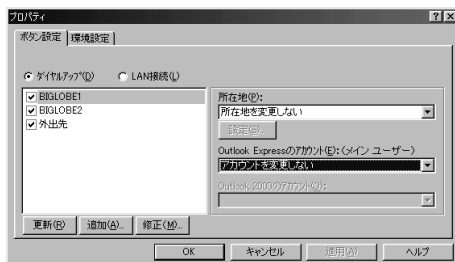 プロパティ
ボタン設定 環境設定
ダイヤルアップ(D) LAN接続(L)
BIGLOBE1
BIGLOBE2
外出先
更新(R) 追加(A)... 修正(M)...
所在地(P):
所在地を変更しない
設定(S)...
Outlook Expressのアカウント(E):(メイン ユーザー)
アカウントを変更しない
Outlook 2003のアカウント(O):
OK キャンセル 適用(A) ヘルプ